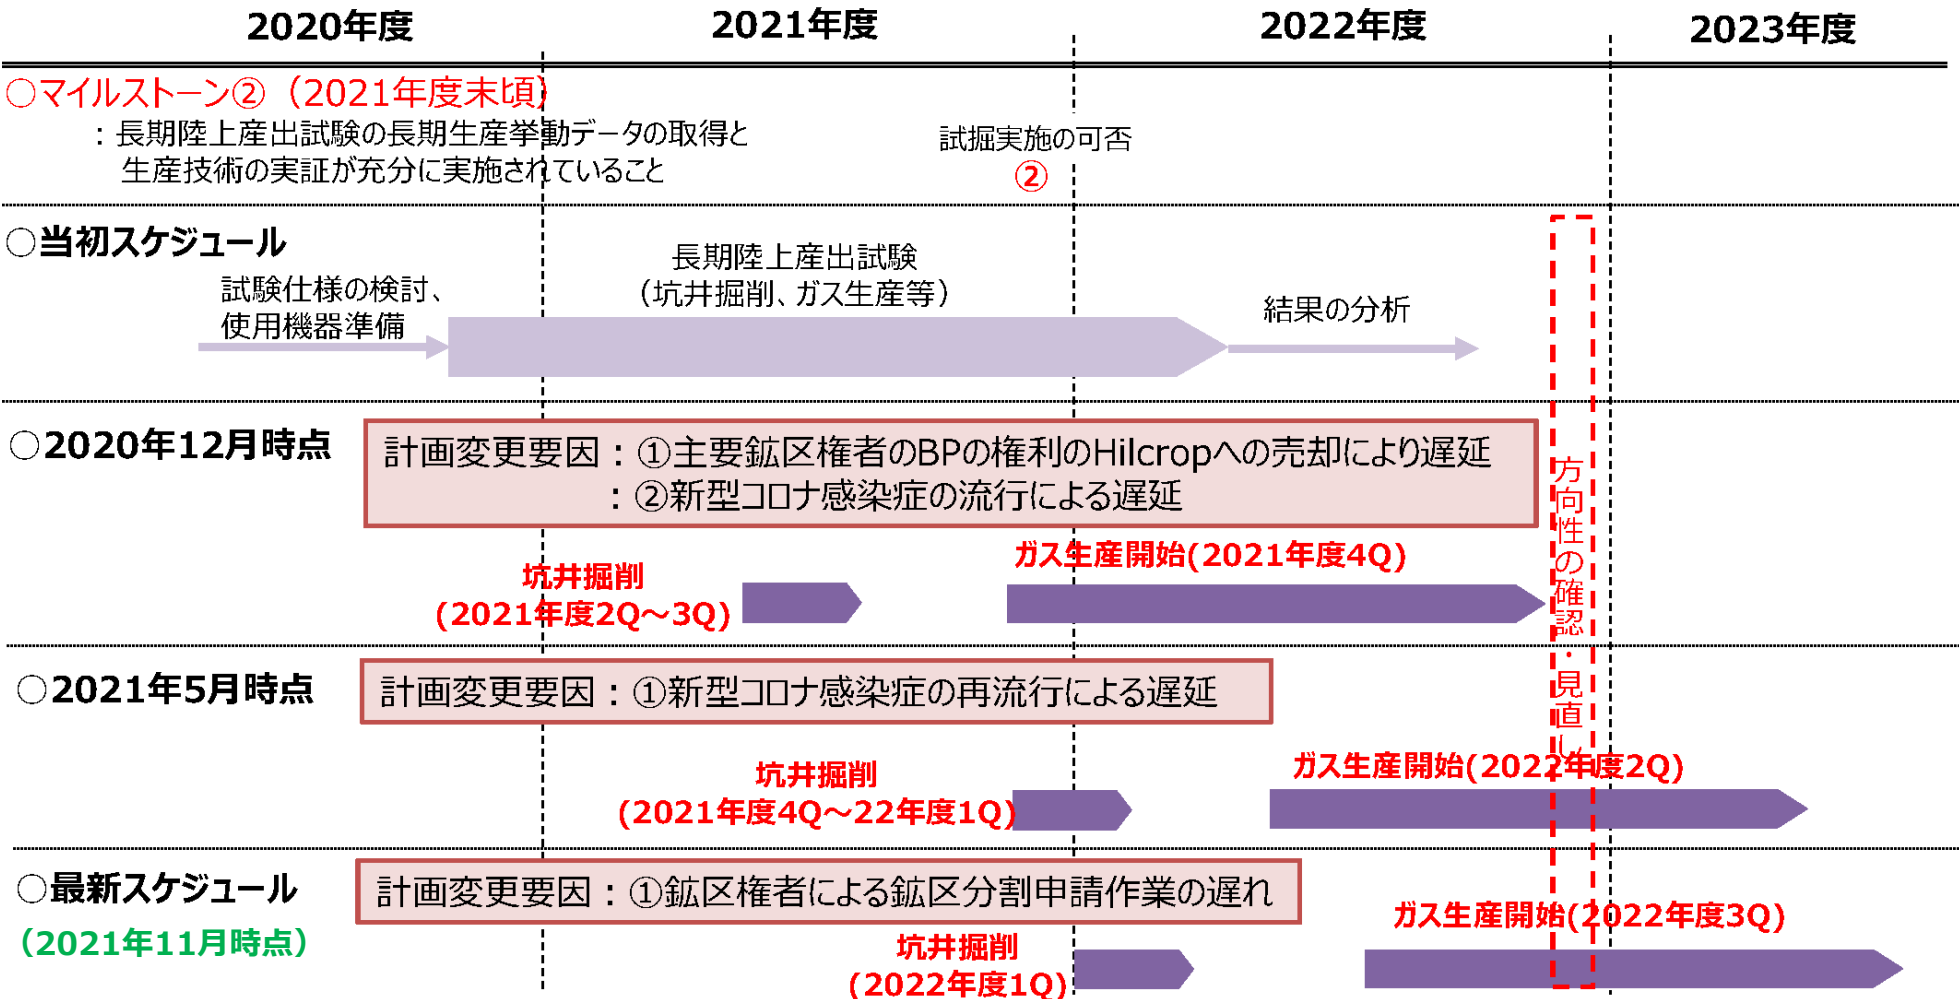 2020年度
2021年度
2022年度
2023年度
○マイルストーン②（2021年度末頃）
：長期陸上産出試験の長期生産挙動データの取得と
生産技術の実証が充分に実施されていること
試掘実施の可否
②
○当初スケジュール
試験仕様の検討、
使用機器準備
長期陸上産出試験
（坑井掘削、ガス生産等）
結果の分析
○2020年12月時点
計画変更要因：①主要鉱区権者のBPの権利のHilcropへの売却により遅延
：②新型コロナ感染症の流行による遅延
坑井掘削
(2021年度2Q～3Q)
ガス生産開始(2021年度4Q)
方向性の確認・見直し
○2021年5月時点
計画変更要因：①新型コロナ感染症の再流行による遅延
坑井掘削
(2021年度4Q～22年度1Q)
ガス生産開始(2022年度2Q)
○最新スケジュール
（2021年11月時点）
計画変更要因：①鉱区権者による鉱区分割申請作業の遅れ
坑井掘削
(2022年度1Q)
ガス生産開始(2022年度3Q)